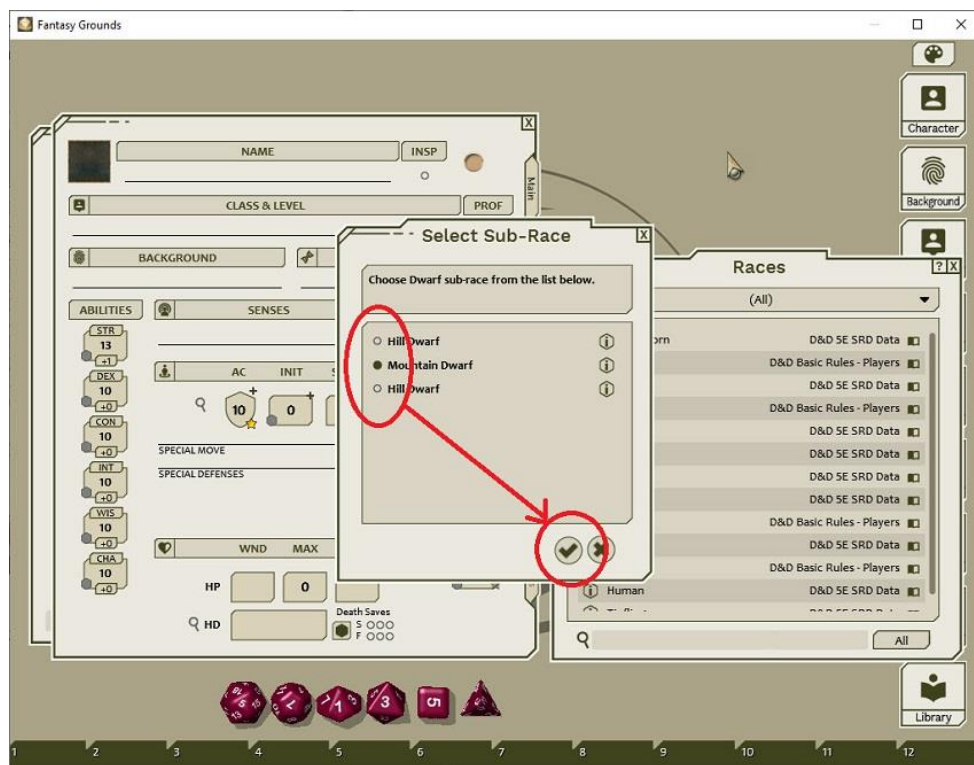 Fantasy Grounds
Character
Background
NAME
INSP
Main
CLASS & LEVEL
PROF
BACKGROUND
ABILITIES
SENSES
STR
13
+1
DEX
10
+0
CON
10
+0
INT
10
+0
WIS
10
+0
CHA
10
+0
AC INIT
10 0
SPECIAL MOVE
SPECIAL DEFENSES
WND MAX
HP 0
HD
Death Saves
S
F
Select Sub-Race
X
Choose Dwarf sub-race from the list below.
Hill Dwarf
Mountain Dwarf
Hill Dwarf
Races
? X
(All)
D&D 5E SRD Data
D&D Basic Rules - Players
D&D 5E SRD Data
D&D Basic Rules - Players
D&D 5E SRD Data
D&D 5E SRD Data
D&D 5E SRD Data
D&D Basic Rules - Players
D&D 5E SRD Data
D&D Basic Rules - Players
Human D&D 5E SRD Data
All
Library
1 2 3 4 5 6 7 8 9 10 11 12